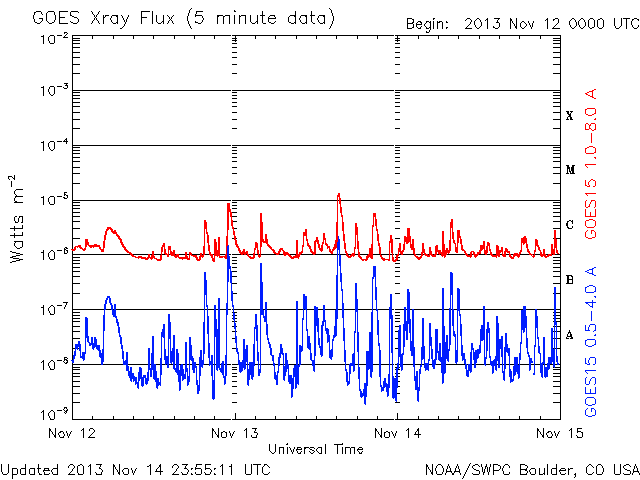 GOES Xray Flux (5 minute data)
Begin: 2013 Nov 12 0000 UTC
10⁻²
10⁻³
10⁻⁴
10⁻⁵
10⁻⁶
10⁻⁷
10⁻⁸
10⁻⁹
Watts m⁻²
X
M
C
B
A
GOES15 1.0-8.0 A
GOES15 0.5-4.0 A
Nov 12
Nov 13
Nov 14
Nov 15
Universal Time
Updated 2013 Nov 14 23:55:11 UTC
NOAA/SWPC Boulder, CO USA